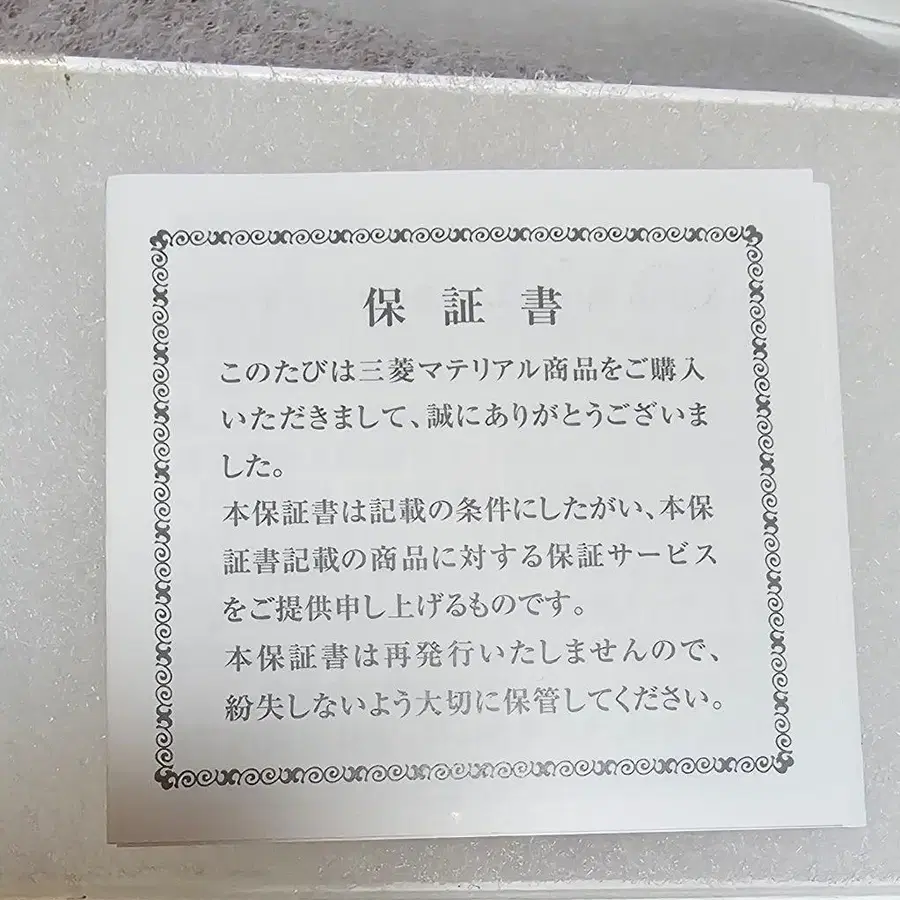 保証書
このたびは三菱マテリアル商品をご購入
いただきまして、誠にありがとうございま
した。
本保証書は記載の条件にしたがい、本保
証書記載の商品に対する保証サービス
をご提供申し上げるものです。
本保証書は再発行いたしませんので、
紛失しないよう大切に保管してください。